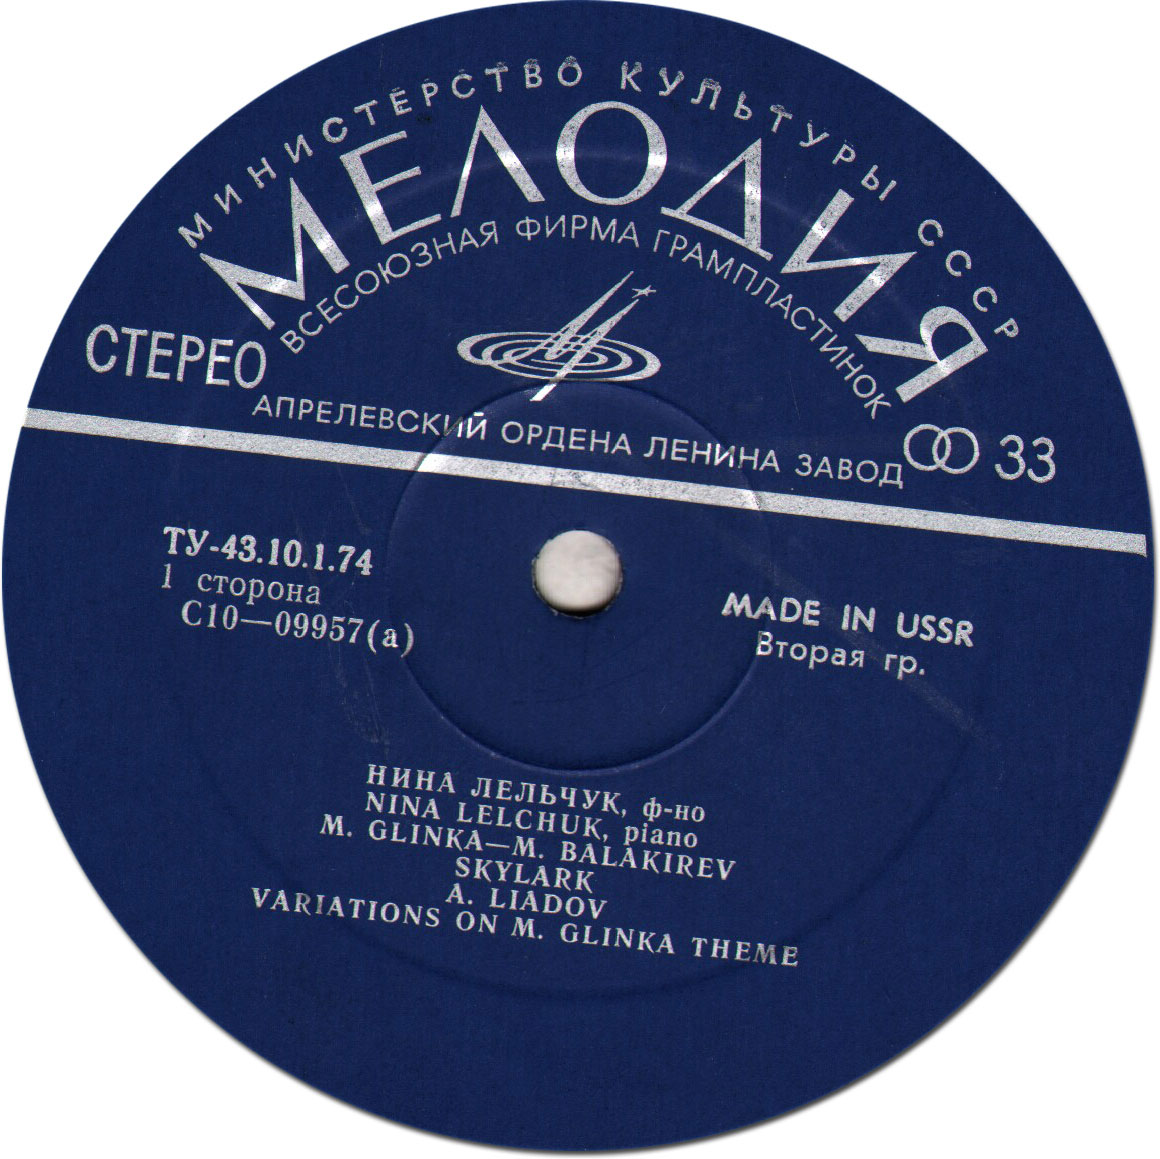 МИНИСТЕРСТВО КУЛЬТУРЫ СССР
МЕЛОДИЯ
ВСЕСОЮЗНАЯ ФИРМА ГРАМПЛАСТИНОК
СТЕРЕО
АПРЕЛЕВСКИЙ ОРДЕНА ЛЕНИНА ЗАВОД
33
ТУ-43.10.1.74
1 сторона
С10—09957(а)
MADE IN USSR
Вторая гр.
НИНА ЛЕЛЬЧУК, ф-но
NINA LELCHUK, piano
M. GLINKA—M. BALAKIREV
SKYLARK
A. LIADOV
VARIATIONS ON M. GLINKA THEME